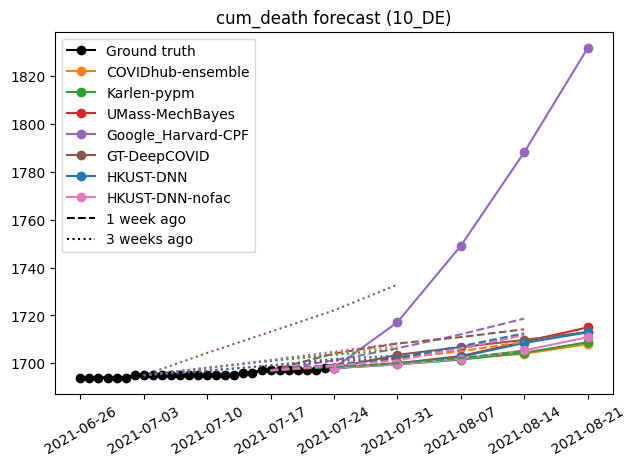 cum_death forecast (10_DE)
Ground truth
COVIDhub-ensemble
Karlen-pypm
UMass-MechBayes
Google_Harvard-CPF
GT-DeepCOVID
HKUST-DNN
HKUST-DNN-nofac
1 week ago
3 weeks ago
1820
1800
1780
1760
1740
1720
1700
2021-06-26
2021-07-03
2021-07-10
2021-07-17
2021-07-24
2021-07-31
2021-08-07
2021-08-14
2021-08-21